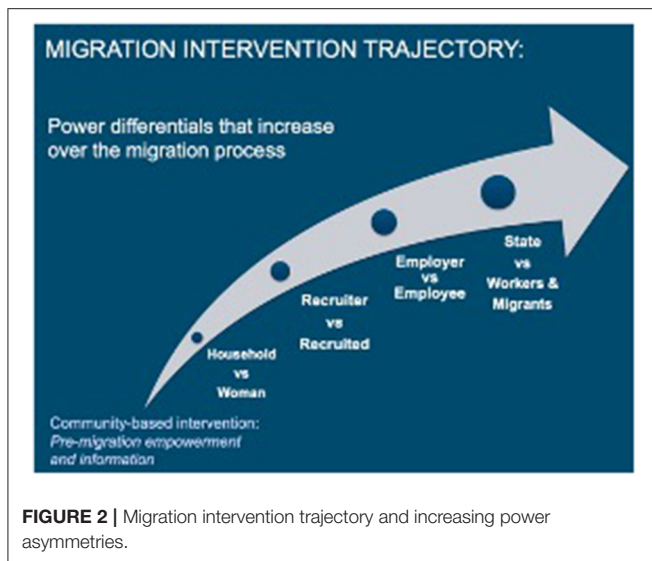 MIGRATION INTERVENTION TRAJECTORY:
Power differentials that increase
over the migration process
State
vs
Workers &
Migrants
Employer
vs
Employee
Recruiter
vs
Recruited
Household
vs
Woman
Community-based intervention:
Pre-migration empowerment
and information
FIGURE 2 | Migration intervention trajectory and increasing power
asymmetries.